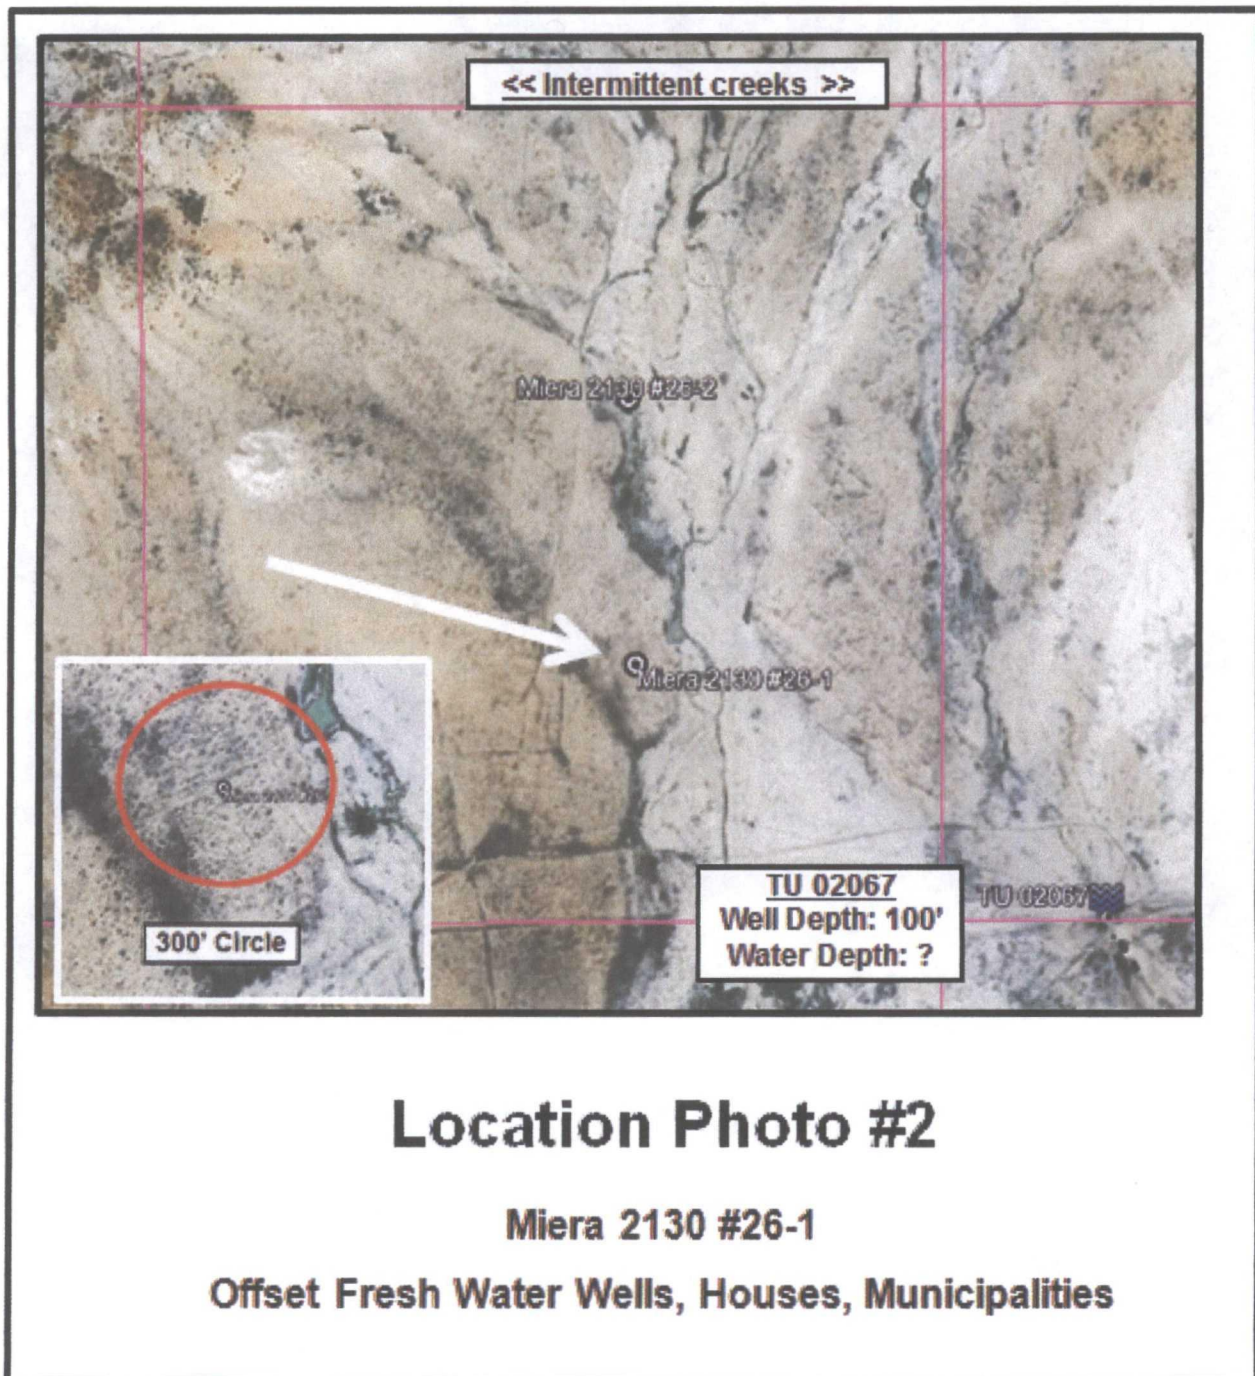 << Intermittent creeks >>
Miera 2130 #26-2
Miera 2130 #26-1
300' Circle
TU 02067
Well Depth: 100'
Water Depth: ?
TU 02067
Location Photo #2
Miera 2130 #26-1
Offset Fresh Water Wells, Houses, Municipalities